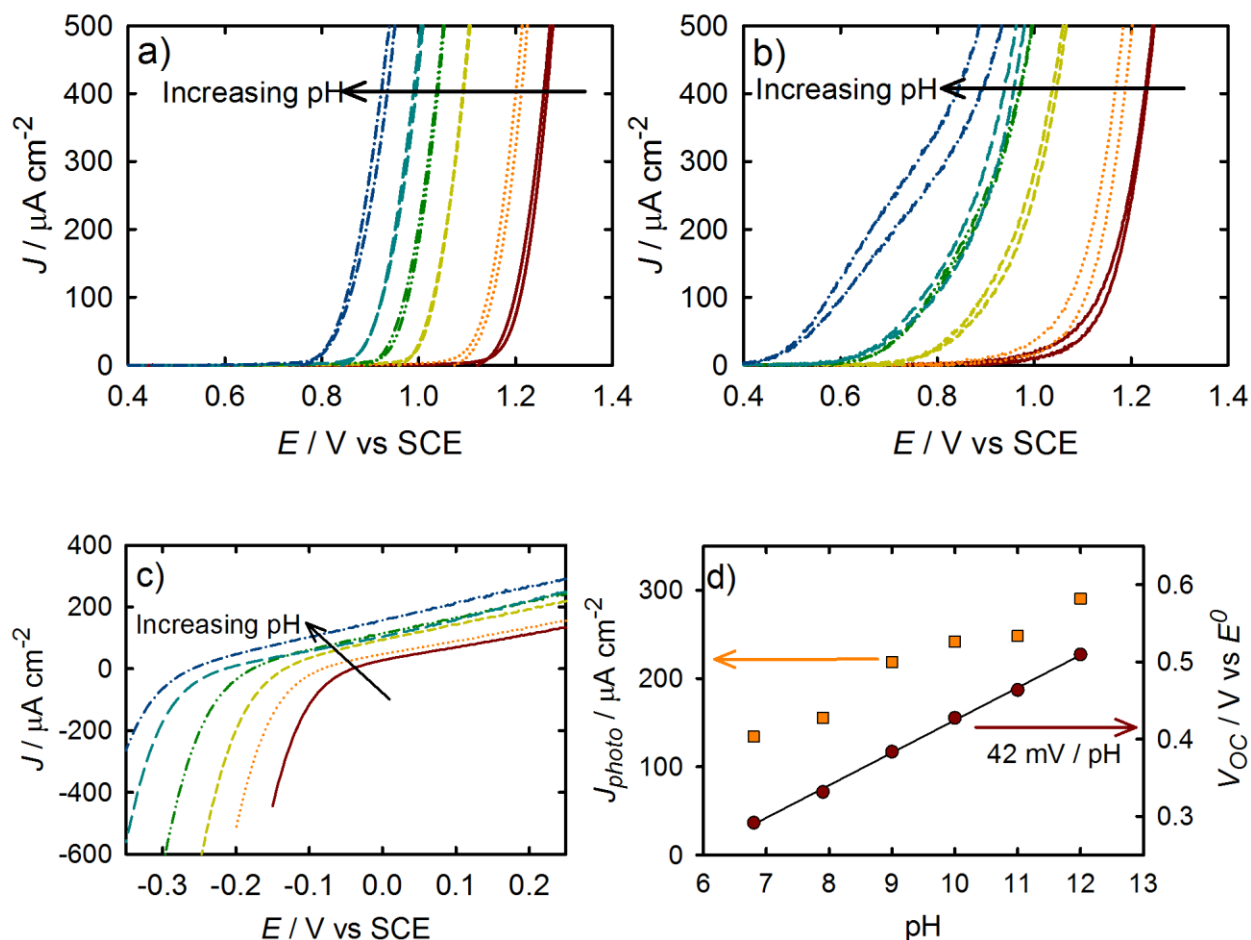 a)
Increasing pH
500
400
300
200
100
0
J / μA cm-2
0.4 0.6 0.8 1.0 1.2 1.4
E / V vs SCE
b)
Increasing pH
500
400
300
200
100
0
J / μA cm-2
0.4 0.6 0.8 1.0 1.2 1.4
E / V vs SCE
c)
Increasing pH
400
200
0
-200
-400
-600
J / μA cm-2
-0.3 -0.2 -0.1 0.0 0.1 0.2
E / V vs SCE
d)
300
200
100
0
Jphoto / μA cm-2
42 mV / pH
0.6
0.5
0.4
0.3
VOC / V vs E0
6 7 8 9 10 11 12 13
pH